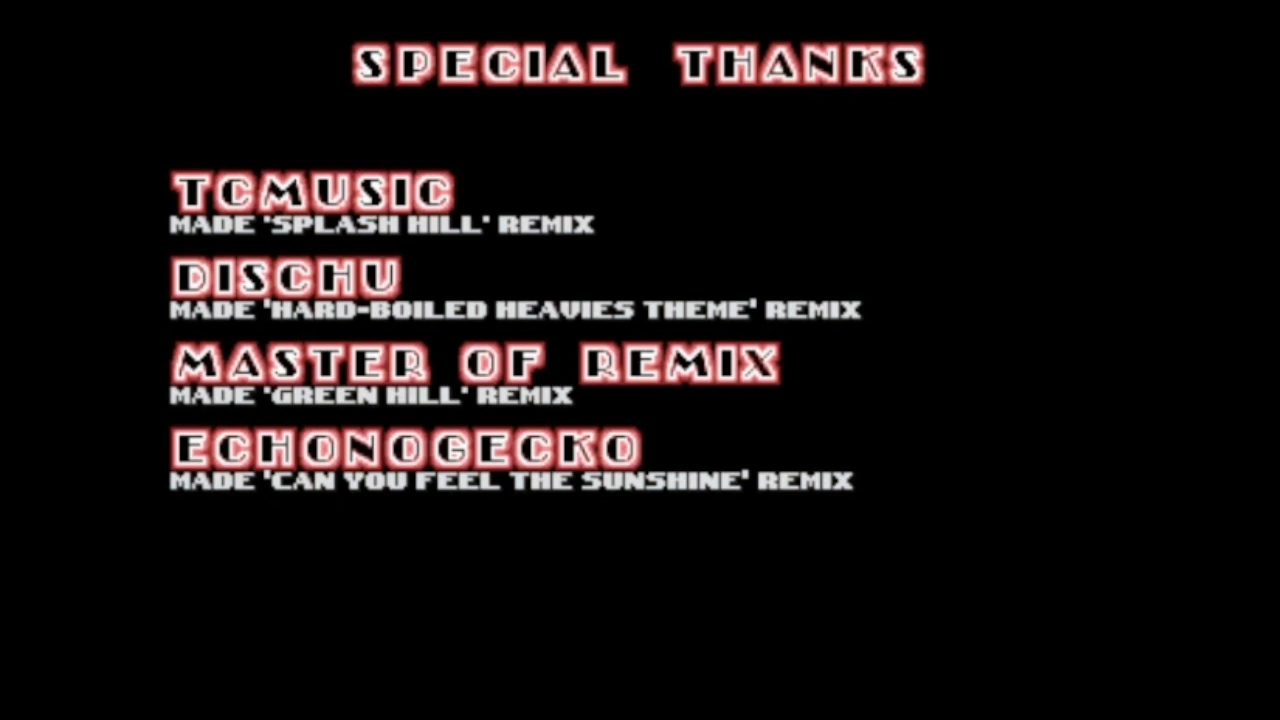 SPECIAL THANKS
TCMUSIC
MADE 'SPLASH HILL' REMIX
DISCHU
MADE 'HARD-BOILED HEAVIES THEME' REMIX
MASTER OF REMIX
MADE 'GREEN HILL' REMIX
ECHONOGECKO
MADE 'CAN YOU FEEL THE SUNSHINE' REMIX